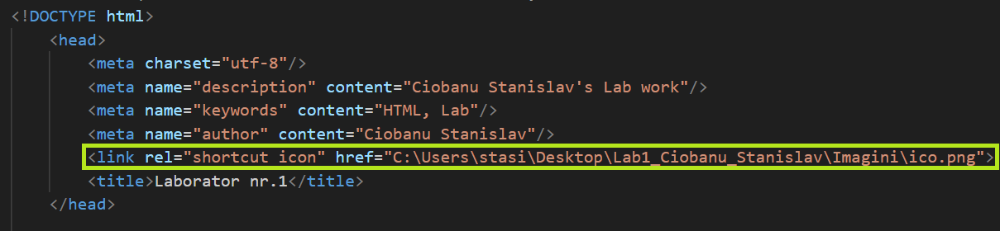 <!DOCTYPE html>
<head>
<meta charset="utf-8"/>
<meta name="description" content="Ciobanu Stanislav's Lab work"/>
<meta name="keywords" content="HTML, Lab"/>
<meta name="author" content="Ciobanu Stanislav"/>
<link rel="shortcut icon" href="C:\Users\stasi\Desktop\Lab1_Ciobanu_Stanislav\Imagini\ico.png">
<title>Laborator nr.1</title>
</head>